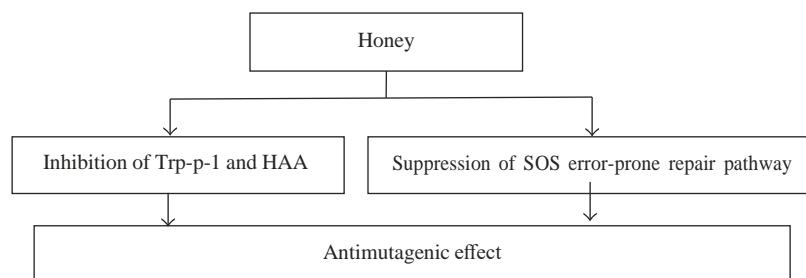 Honey
Inhibition of Trp-p-1 and HAA
Suppression of SOS error-prone repair pathway
Antimutagenic effect